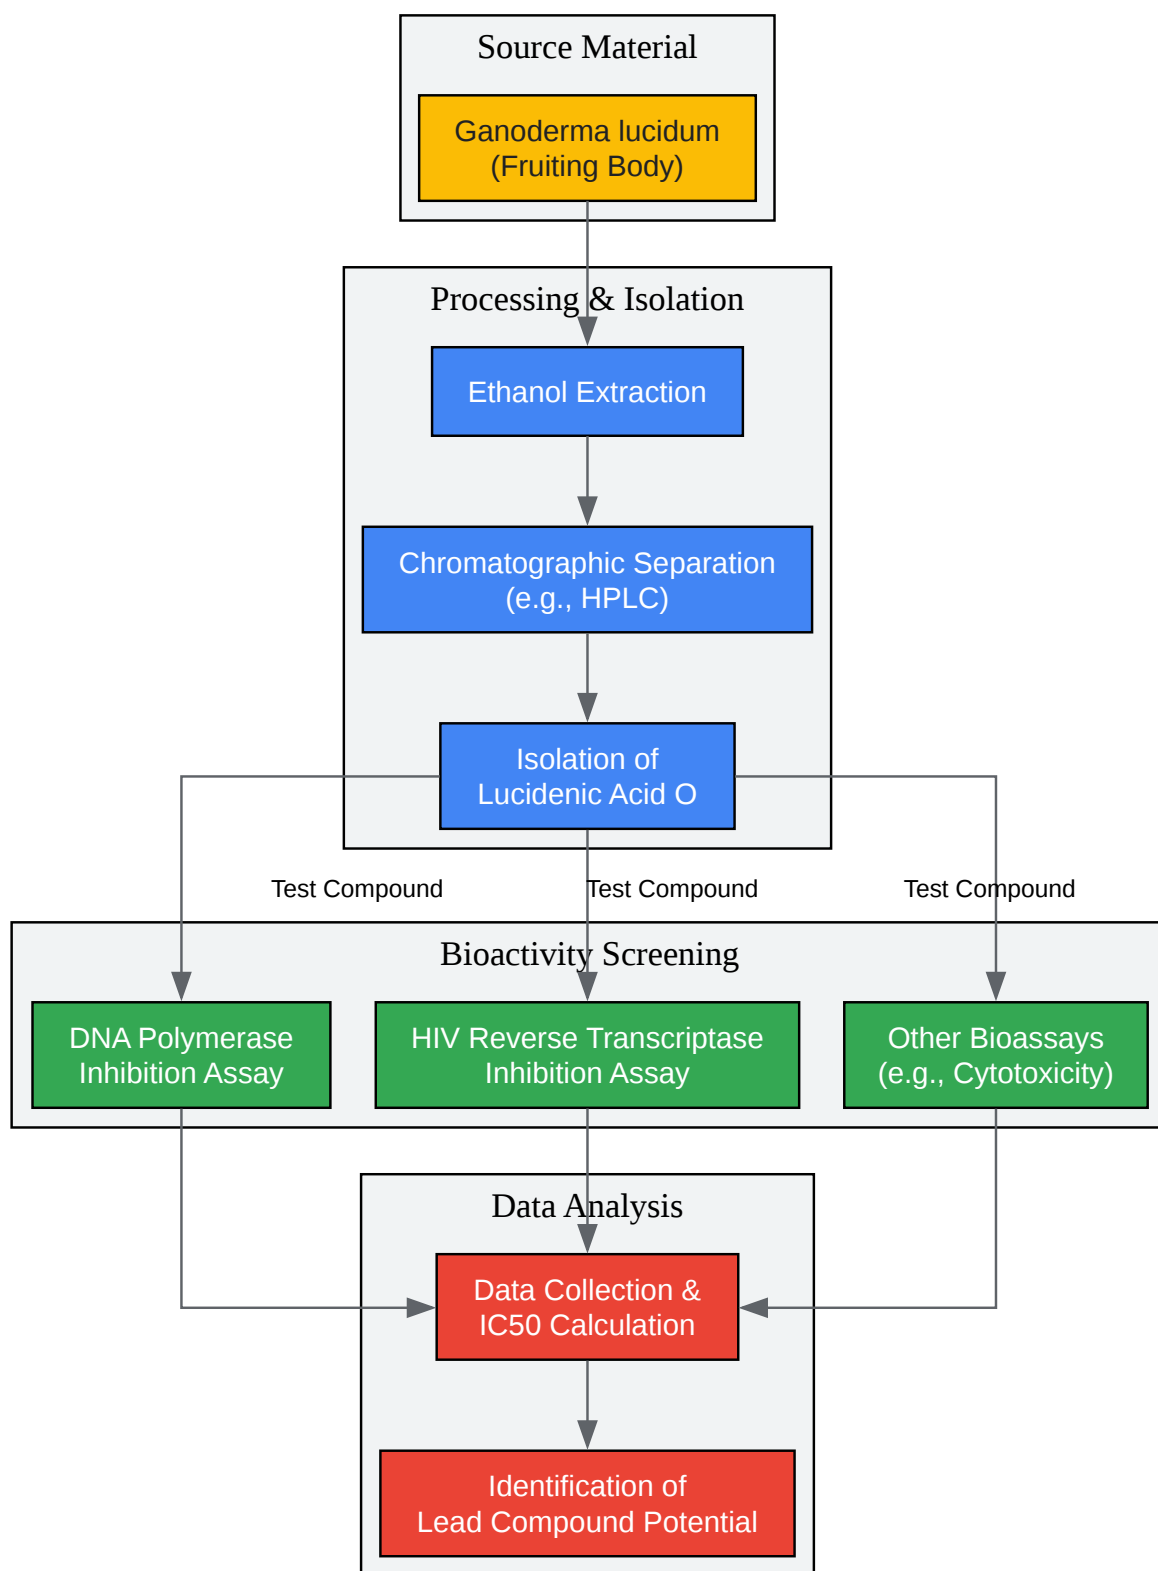 Source Material
Ganoderma lucidum
(Fruiting Body)
Processing & Isolation
Ethanol Extraction
Chromatographic Separation
(e.g., HPLC)
Isolation of
Lucidenic Acid O
Test Compound
Test Compound
Test Compound
Bioactivity Screening
DNA Polymerase
Inhibition Assay
HIV Reverse Transcriptase
Inhibition Assay
Other Bioassays
(e.g., Cytotoxicity)
Data Analysis
Data Collection &
IC50 Calculation
Identification of
Lead Compound Potential